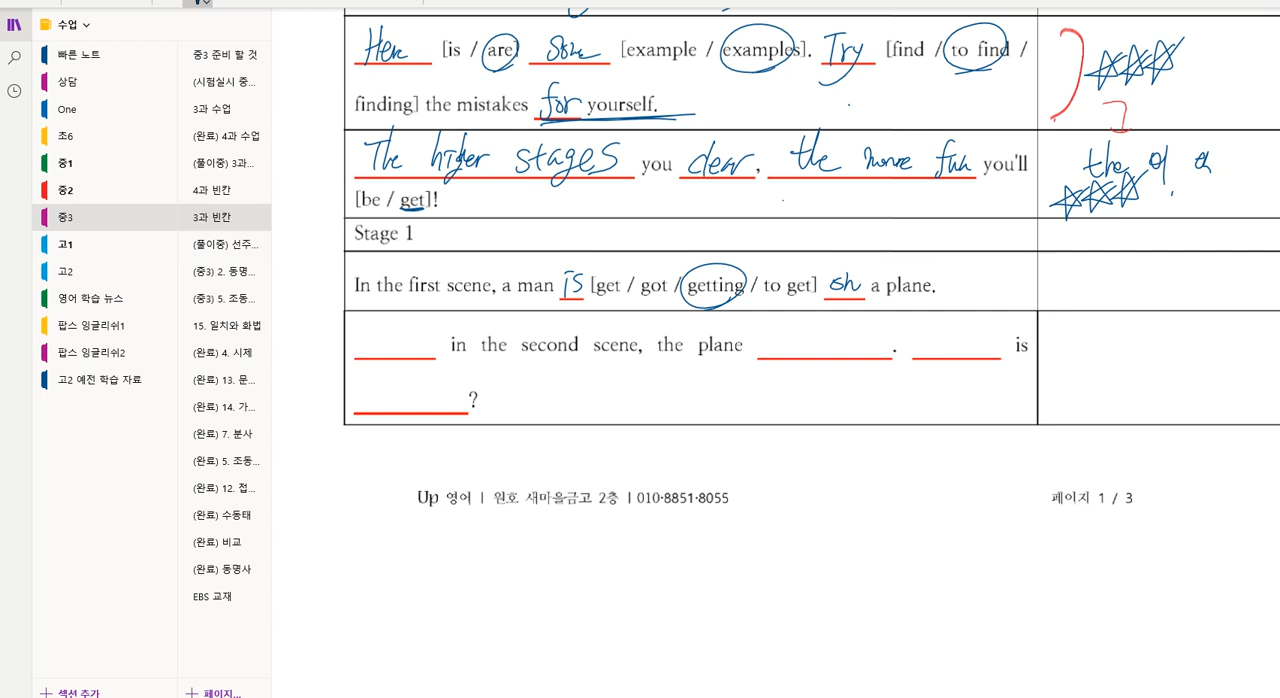 수업
빠른 노트
상담
One
초6
중1
중2
중3
고1
고2
영어 학습 뉴스
팝스 잉글리쉬1
팝스 잉글리쉬2
고2 예전 학습 자료
섹션 추가
중3 준비 할 것
(시험실시 중...
3과 수업
(완료) 4과 수업
(풀이중) 3과...
4과 빈칸
3과 빈칸
(풀이중) 선주...
(중3) 2. 동명...
(중3) 5. 조동...
15. 일치와 화법
(완료) 4. 시제
(완료) 13. 문...
(완료) 14. 가...
(완료) 7. 분사
(완료) 5. 조동...
(완료) 12. 접...
(완료) 수동태
(완료) 비교
(완료) 동명사
EBS 교재
페이지...
Here [is / are] Some [example / examples]. Try [find / to find /
finding] the mistakes for yourself.
The higher stages you clear, the more fun you'll
[be / get]!
the of
Stage 1
In the first scene, a man is [get / got / getting / to get] on a plane.
in the second scene, the plane . is
?
Up 영어 | 원호 새마을금고 2층 | 010-8851-8055
페이지 1 / 3